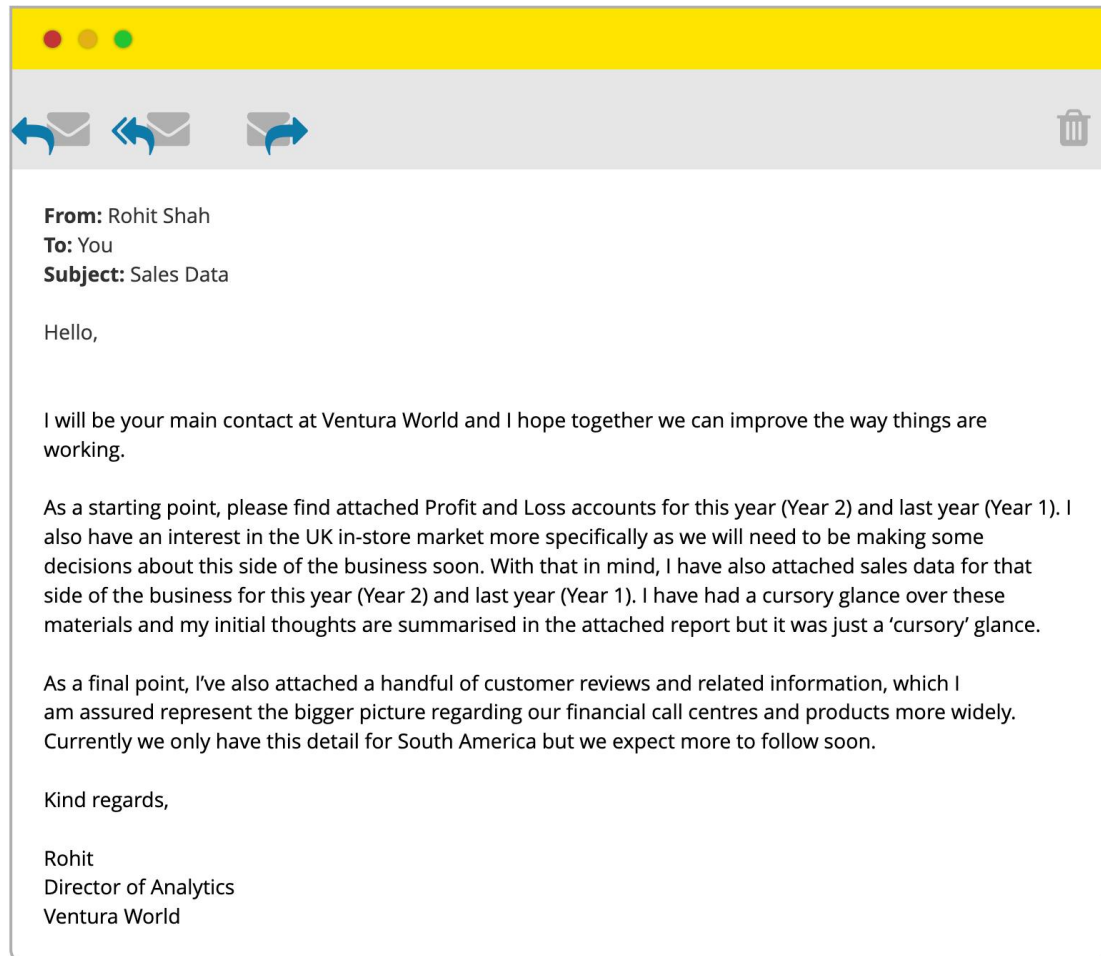 From: Rohit Shah
To: You
Subject: Sales Data
Hello,
I will be your main contact at Ventura World and I hope together we can improve the way things are
working.
As a starting point, please find attached Profit and Loss accounts for this year (Year 2) and last year (Year 1). I
also have an interest in the UK in-store market more specifically as we will need to be making some
decisions about this side of the business soon. With that in mind, I have also attached sales data for that
side of the business for this year (Year 2) and last year (Year 1). I have had a cursory glance over these
materials and my initial thoughts are summarised in the attached report but it was just a ‘cursory’ glance.
As a final point, I’ve also attached a handful of customer reviews and related information, which I
am assured represent the bigger picture regarding our financial call centres and products more widely.
Currently we only have this detail for South America but we expect more to follow soon.
Kind regards,
Rohit
Director of Analytics
Ventura World